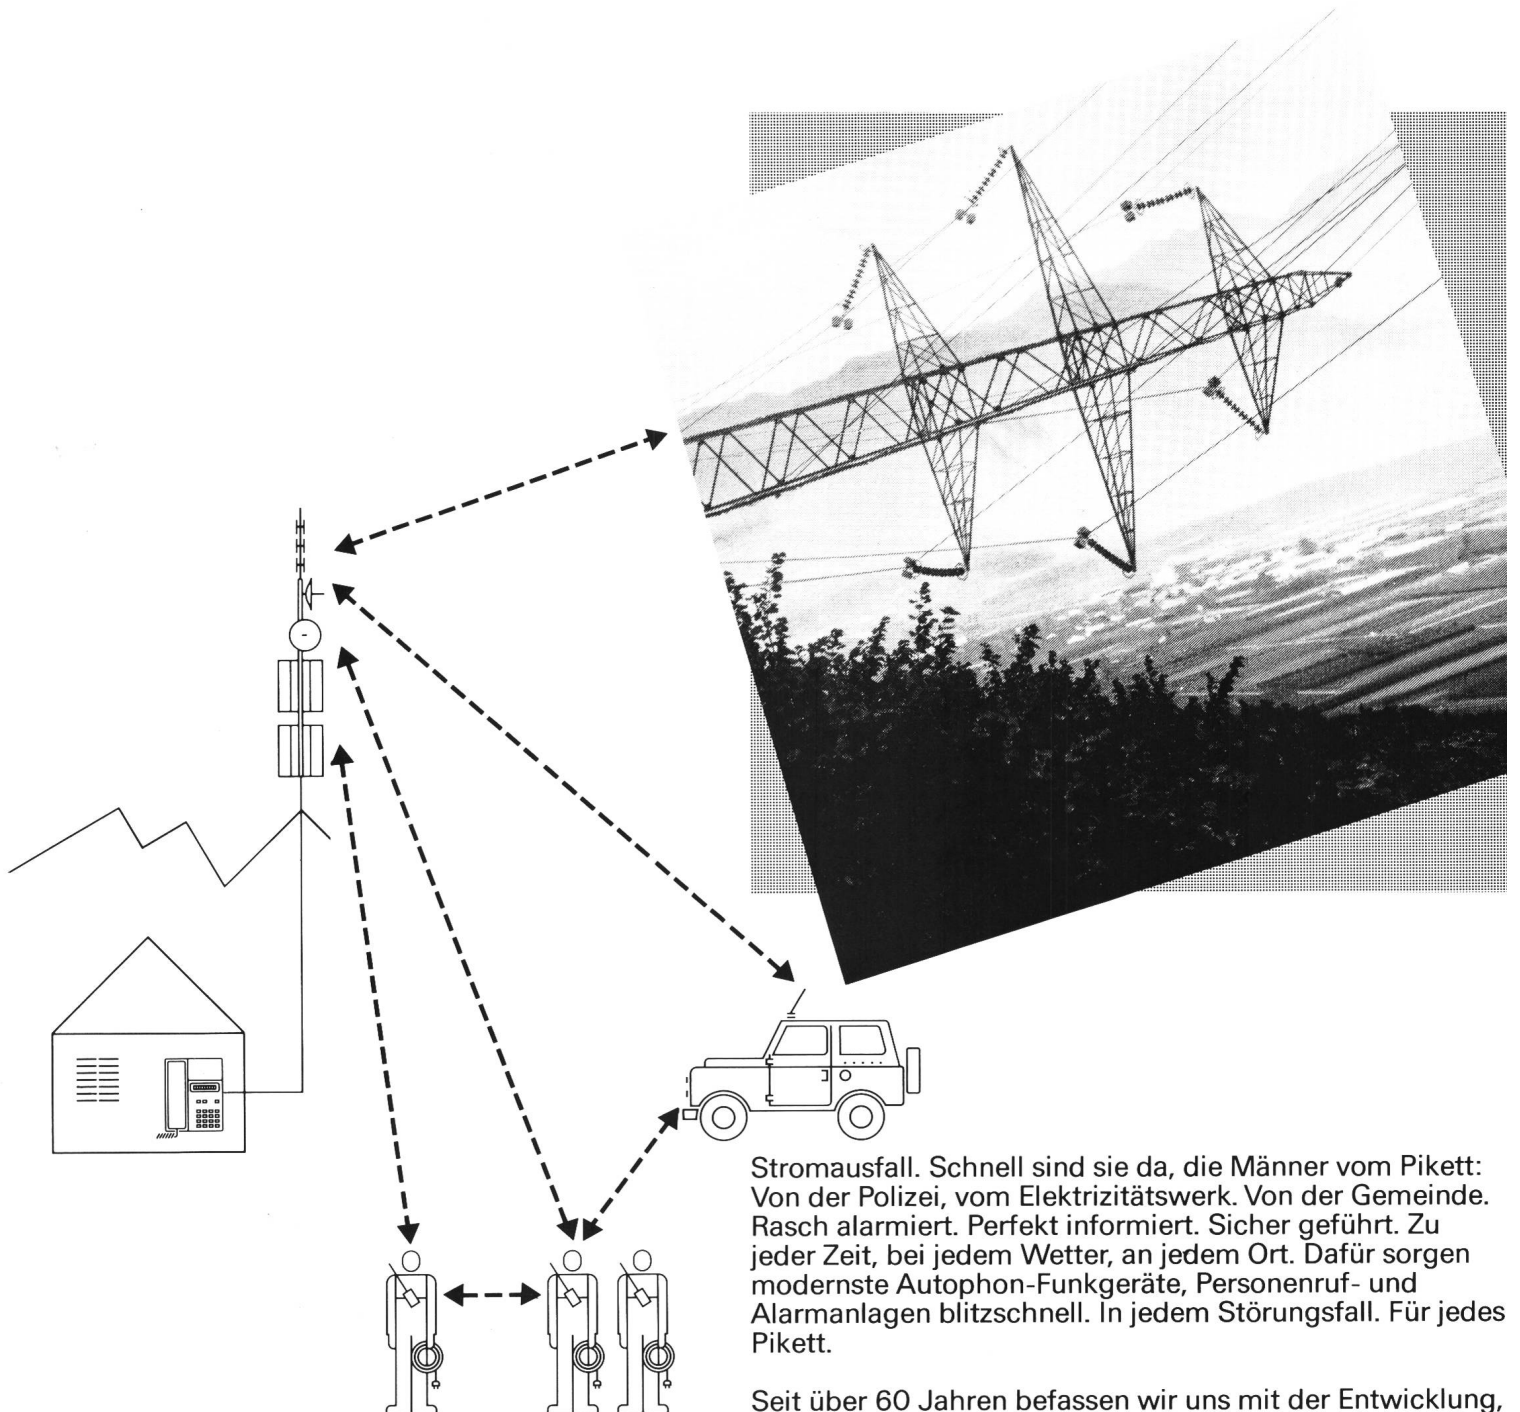 Stromausfall. Schnell sind sie da, die Männer vom Pikett:
Von der Polizei, vom Elektrizitätswerk. Von der Gemeinde.
Rasch alarmiert. Perfekt informiert. Sicher geführt. Zu
jeder Zeit, bei jedem Wetter, an jedem Ort. Dafür sorgen
modernste Autophon-Funkgeräte, Personenruf- und
Alarmanlagen blitzschnell. In jedem Störungsfall. Für jedes
Pikett.
Seit über 60 Jahren befassen wir uns mit der Entwicklung,